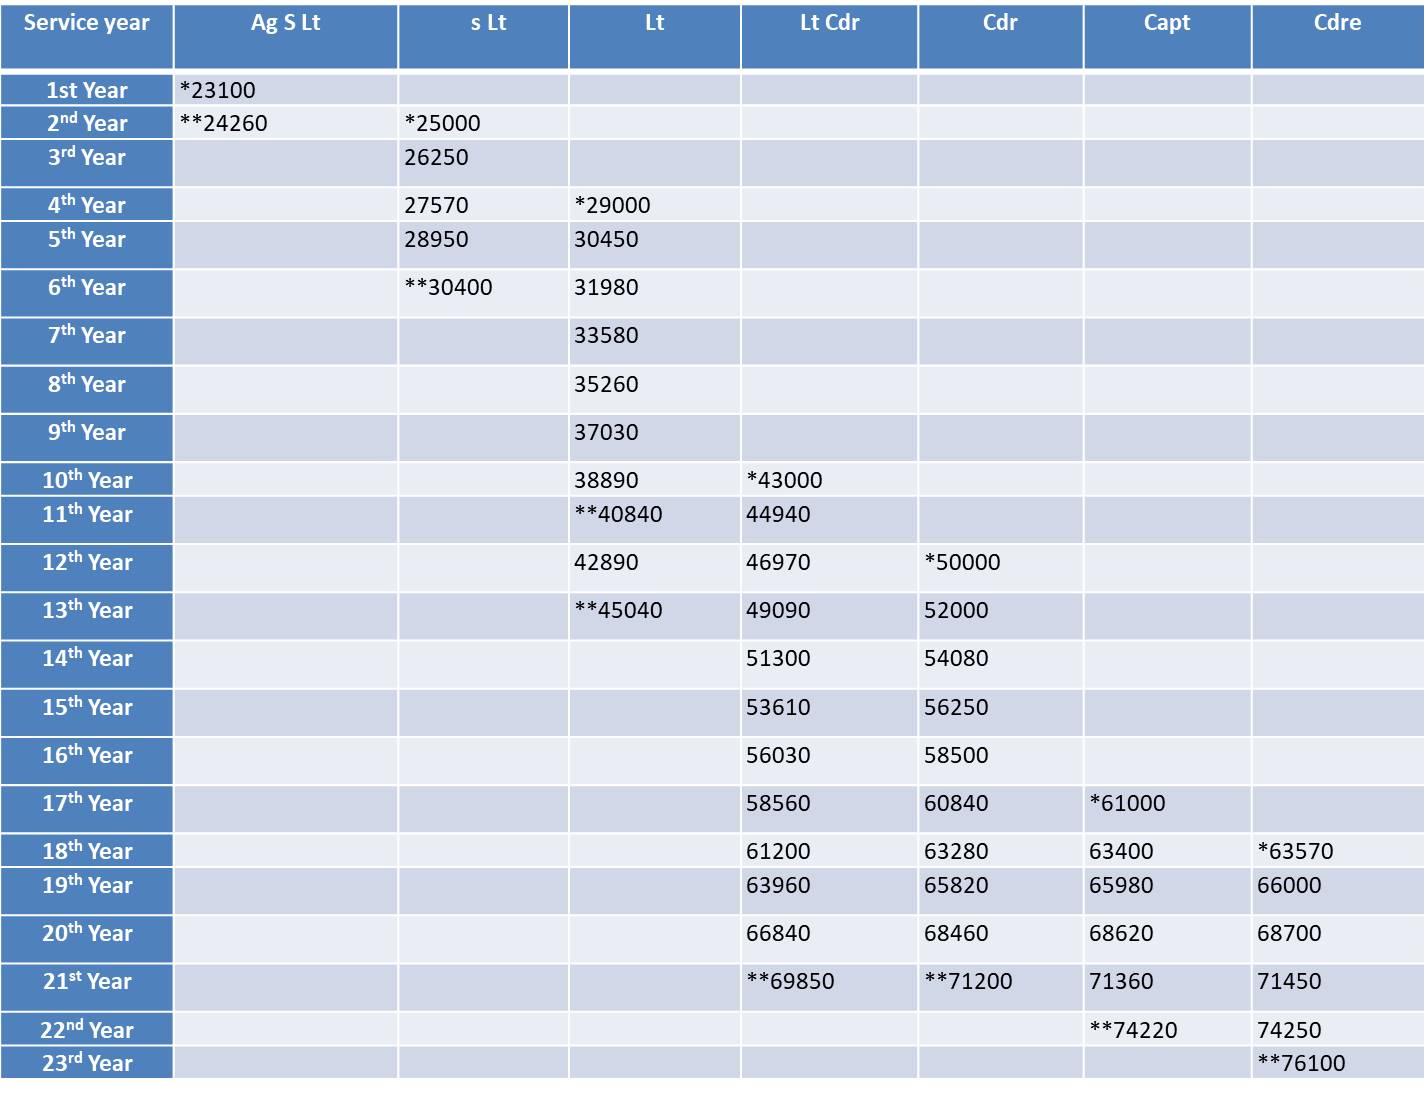 Service year Ag S Lt s Lt Lt Lt Cdr Cdr Capt Cdre
1st Year *23100
2nd Year **24260 *25000
3rd Year 26250
4th Year 27570 *29000
5th Year 28950 30450
6th Year **30400 31980
7th Year 33580
8th Year 35260
9th Year 37030
10th Year 38890 *43000
11th Year **40840 44940
12th Year 42890 46970 *50000
13th Year **45040 49090 52000
14th Year 51300 54080
15th Year 53610 56250
16th Year 56030 58500
17th Year 58560 60840 *61000
18th Year 61200 63280 63400 *63570
19th Year 63960 65820 65980 66000
20th Year 66840 68460 68620 68700
21st Year **69850 **71200 71360 71450
22nd Year **74220 74250
23rd Year **76100